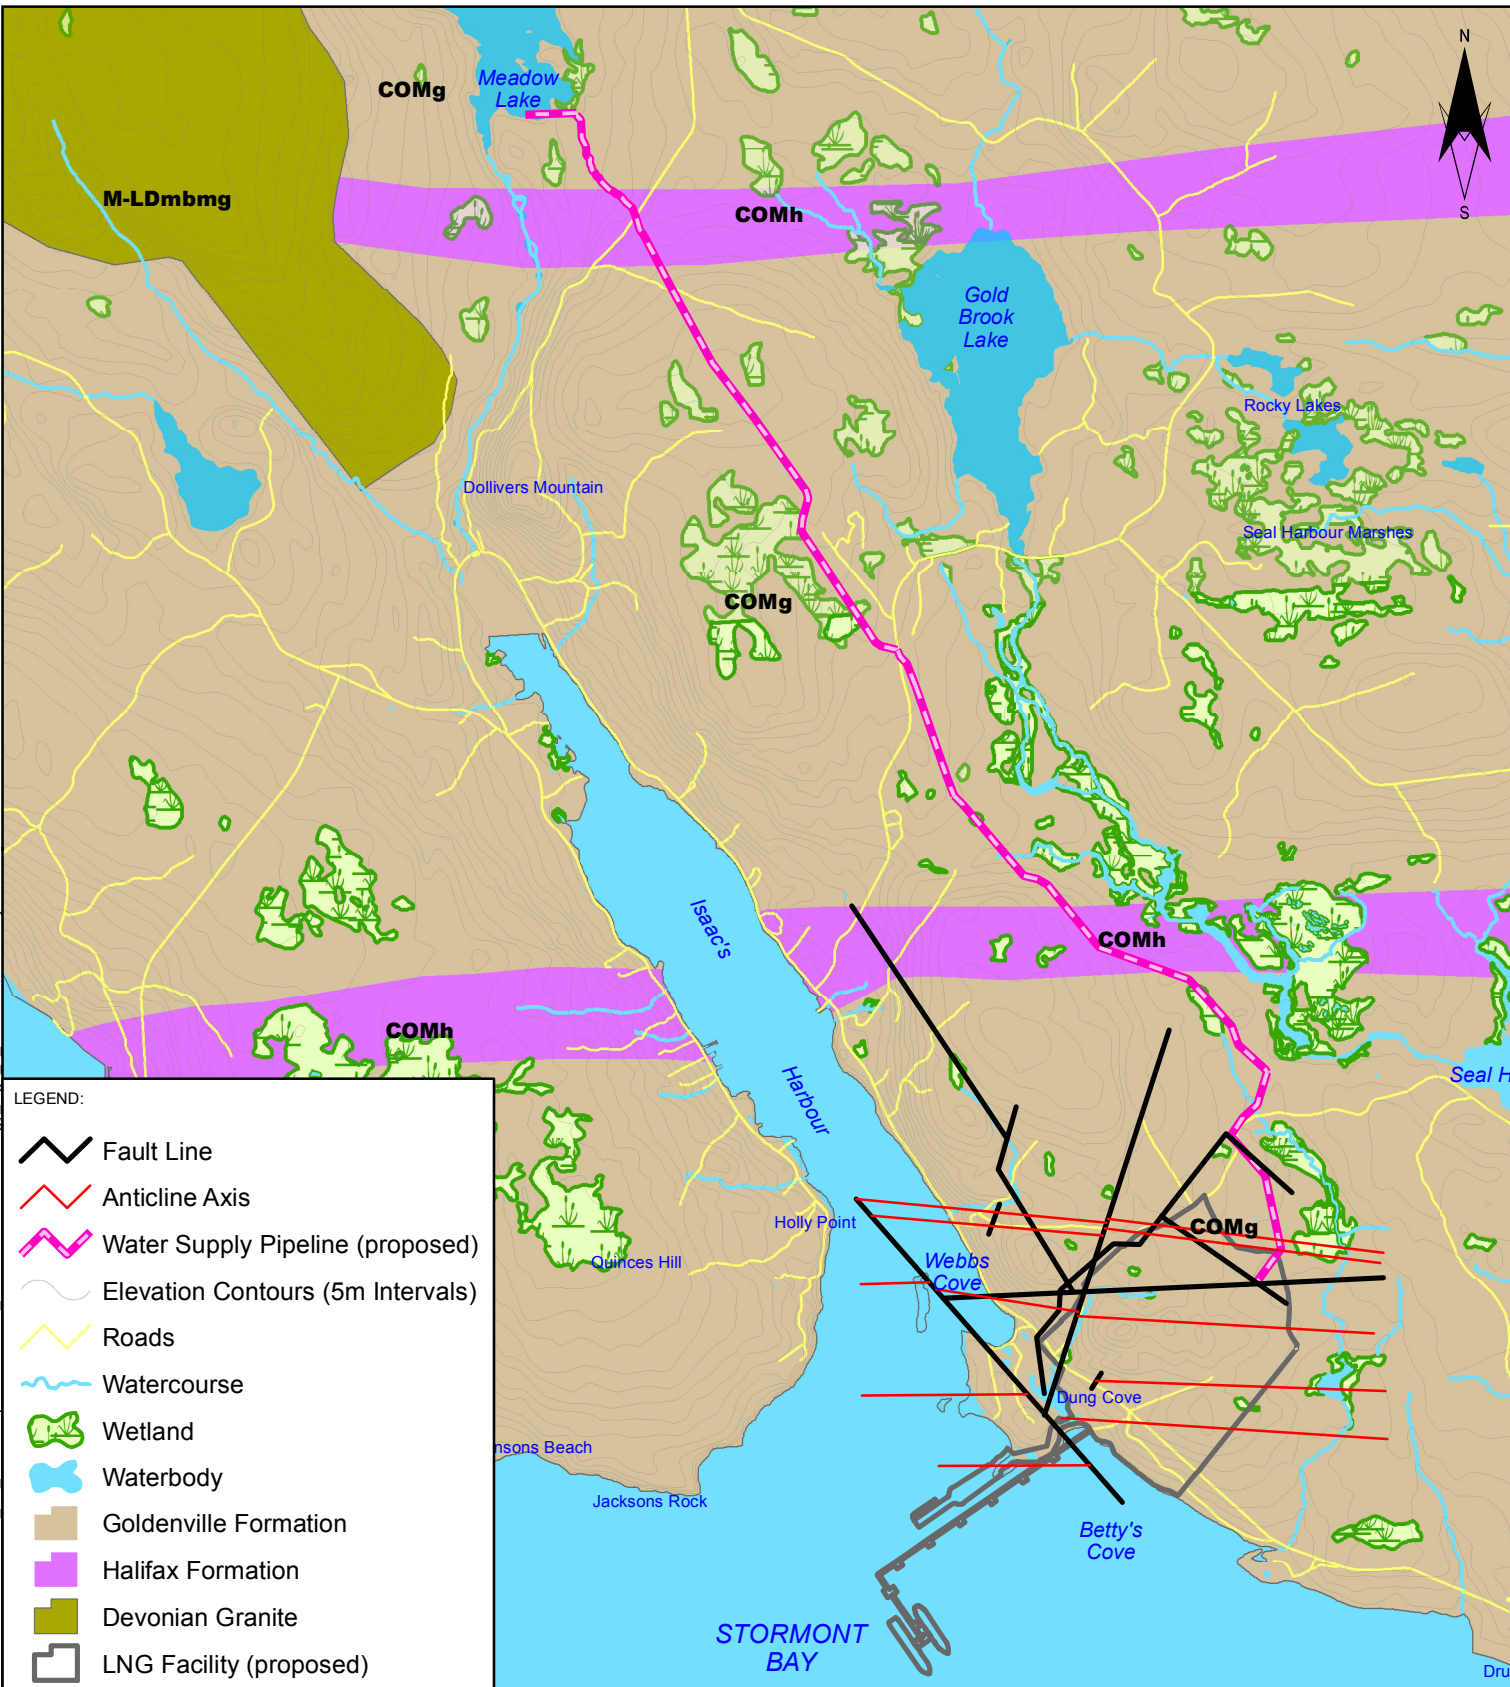 N
S
COMg
Meadow
Lake
M-LDmbmg
COMh
Gold
Brook
Lake
Rocky Lakes
Dollivers Mountain
Seal Harbour Marshes
COMg
Isaac's
Harbour
COMh
COMh
Seal H
Holly Point
COMg
Webbs
Cove
Quinces Hill
Dung Cove
nsons Beach
Jacksons Rock
Betty's
Cove
STORMONT
BAY
Dru
LEGEND:
Fault Line
Anticline Axis
Water Supply Pipeline (proposed)
Elevation Contours (5m Intervals)
Roads
Watercourse
Wetland
Waterbody
Goldenville Formation
Halifax Formation
Devonian Granite
LNG Facility (proposed)